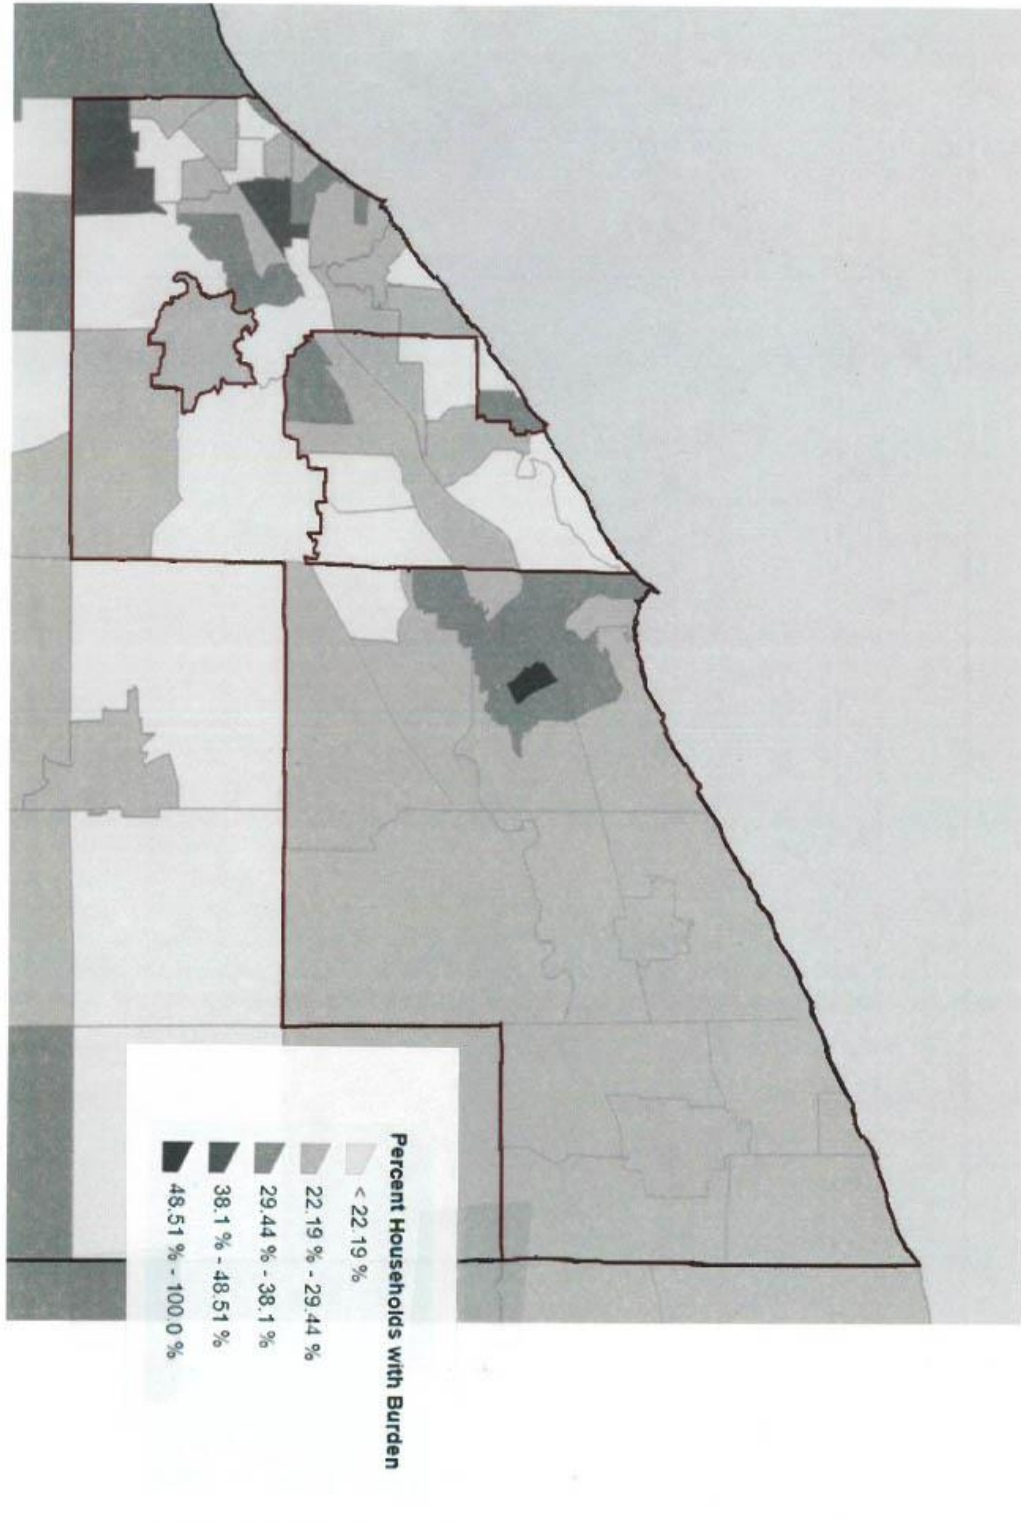 Percent Households with Burden
< 22.19 %
22.19 % - 29.44 %
29.44 % - 38.1 %
38.1 % - 48.51 %
48.51 % - 100.0 %